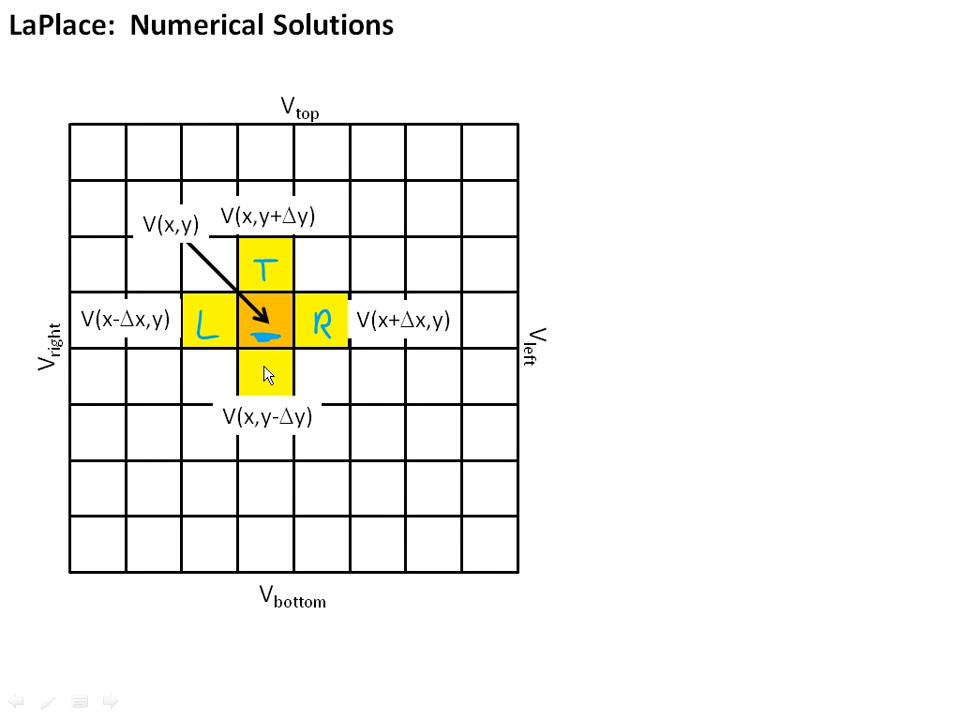 LaPlace: Numerical Solutions
Vtop
V(x,y)
V(x,y+Δy)
T
V(x-Δx,y)
L
R
V(x+Δx,y)
Vright
Vleft
V(x,y-Δy)
Vbottom